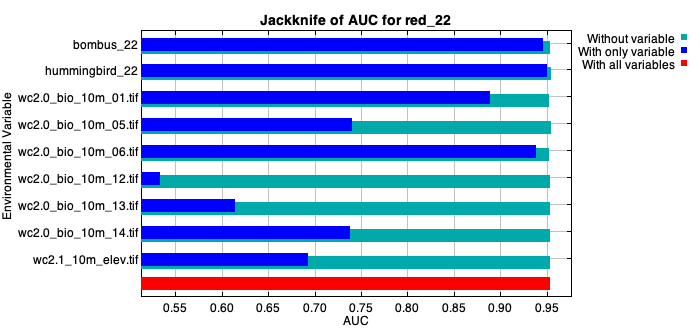 Jackknife of AUC for red_22
Without variable
With only variable
With all variables
Environmental Variable
bombus_22
hummingbird_22
wc2.0_bio_10m_01.tif
wc2.0_bio_10m_05.tif
wc2.0_bio_10m_06.tif
wc2.0_bio_10m_12.tif
wc2.0_bio_10m_13.tif
wc2.0_bio_10m_14.tif
wc2.1_10m_elev.tif
0.55 0.60 0.65 0.70 0.75 0.80 0.85 0.90 0.95
AUC